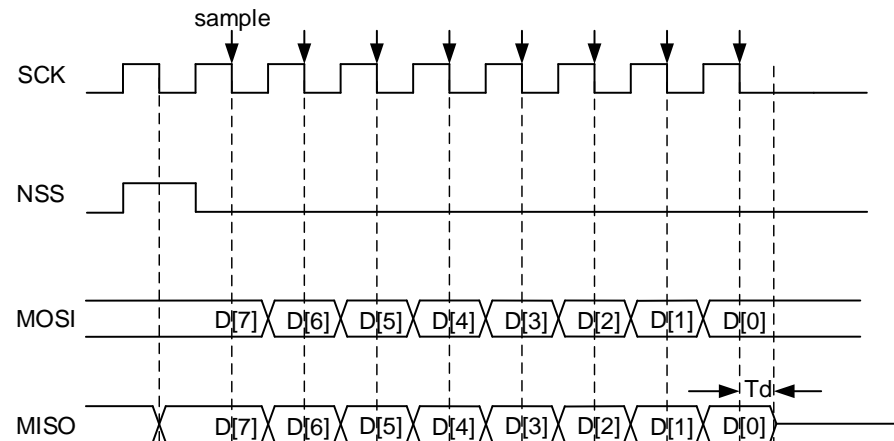 sample
SCK
NSS
MOSI D[7] D[6] D[5] D[4] D[3] D[2] D[1] D[0]
Td
MISO D[7] D[6] D[5] D[4] D[3] D[2] D[1] D[0]